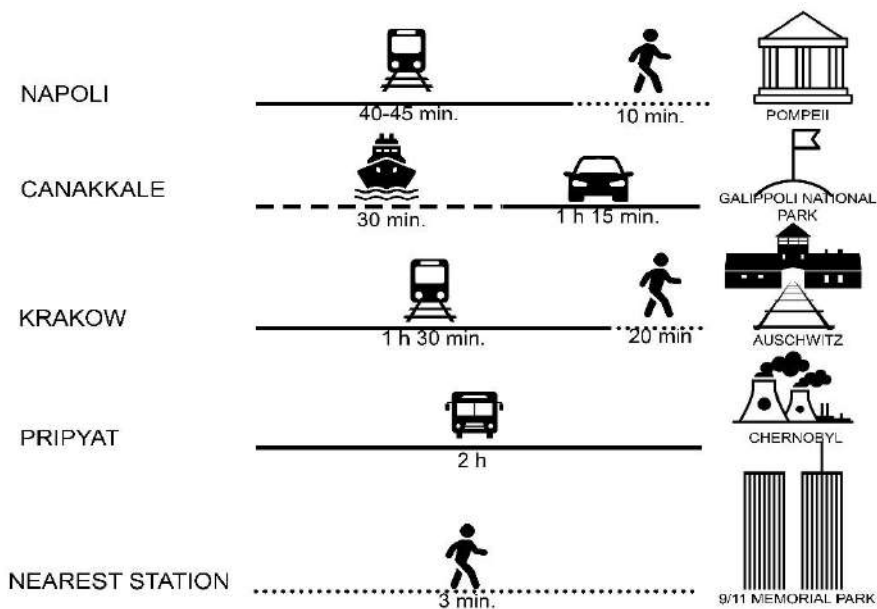 NAPOLI
40-45 min.
10 min.
POMPEII
CANAKKALE
30 min.
1 h 15 min.
GALIPPOLI NATIONAL
PARK
KRAKOW
1 h 30 min.
20 min
AUSCHWITZ
PRIPYAT
2 h
CHERNOBYL
NEAREST STATION
3 min.
9/11 MEMORIAL PARK